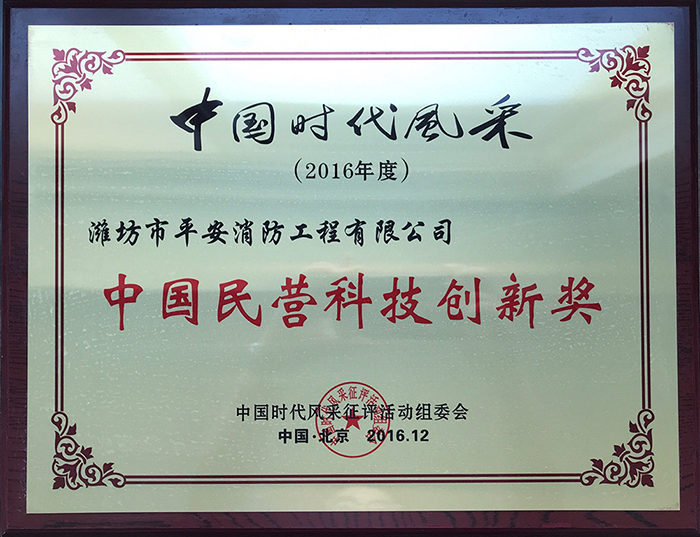 中国时代风采
（2016年度）
潍坊市平安消防工程有限公司
中国民营科技创新奖
中国时代风采征评活动组委会
中国·北京 2016.12